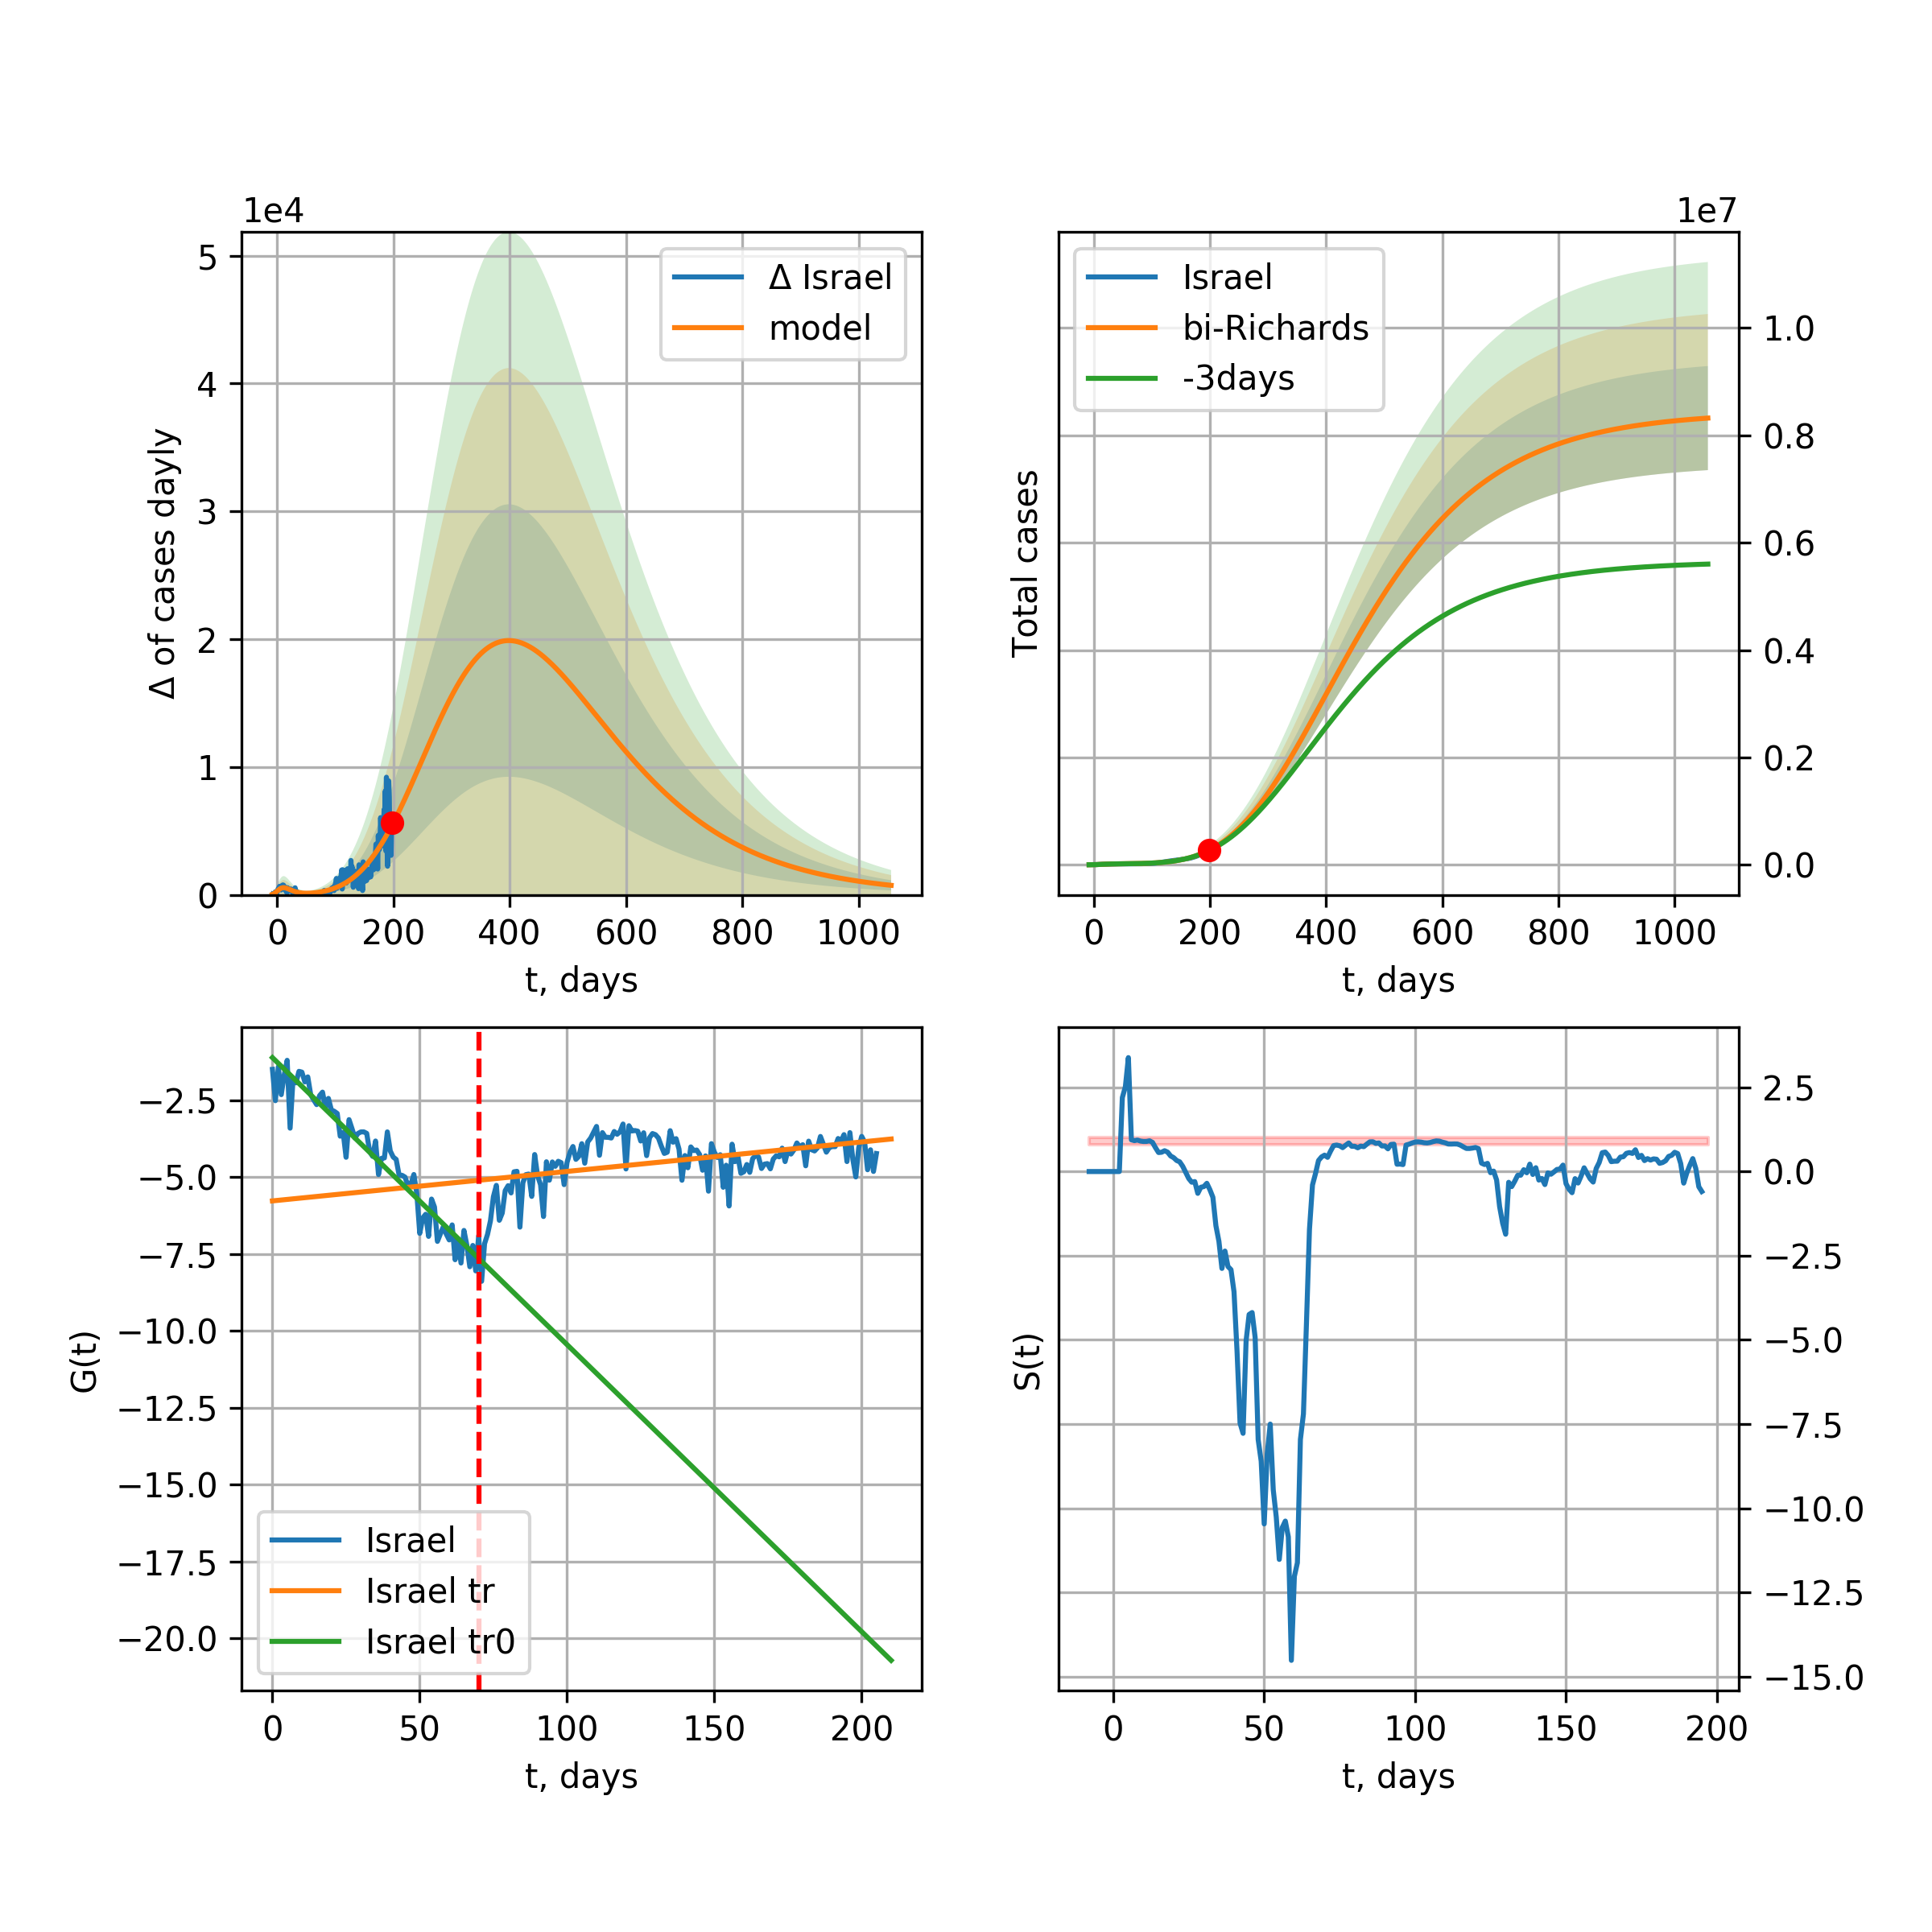 1e4
5
4
3
2
1
0
Δ of cases dayly
Δ Israel
model
0 200 400 600 800 1000
t, days
1e7
Israel
bi-Richards
-3days
Total cases
1.0
0.8
0.6
0.4
0.2
0.0
0 200 400 600 800 1000
t, days
−2.5
−5.0
−7.5
−10.0
−12.5
−15.0
−17.5
−20.0
G(t)
Israel
Israel tr
Israel tr0
0 50 100 150 200
t, days
S(t)
2.5
0.0
−2.5
−5.0
−7.5
−10.0
−12.5
−15.0
0 50 100 150 200
t, days